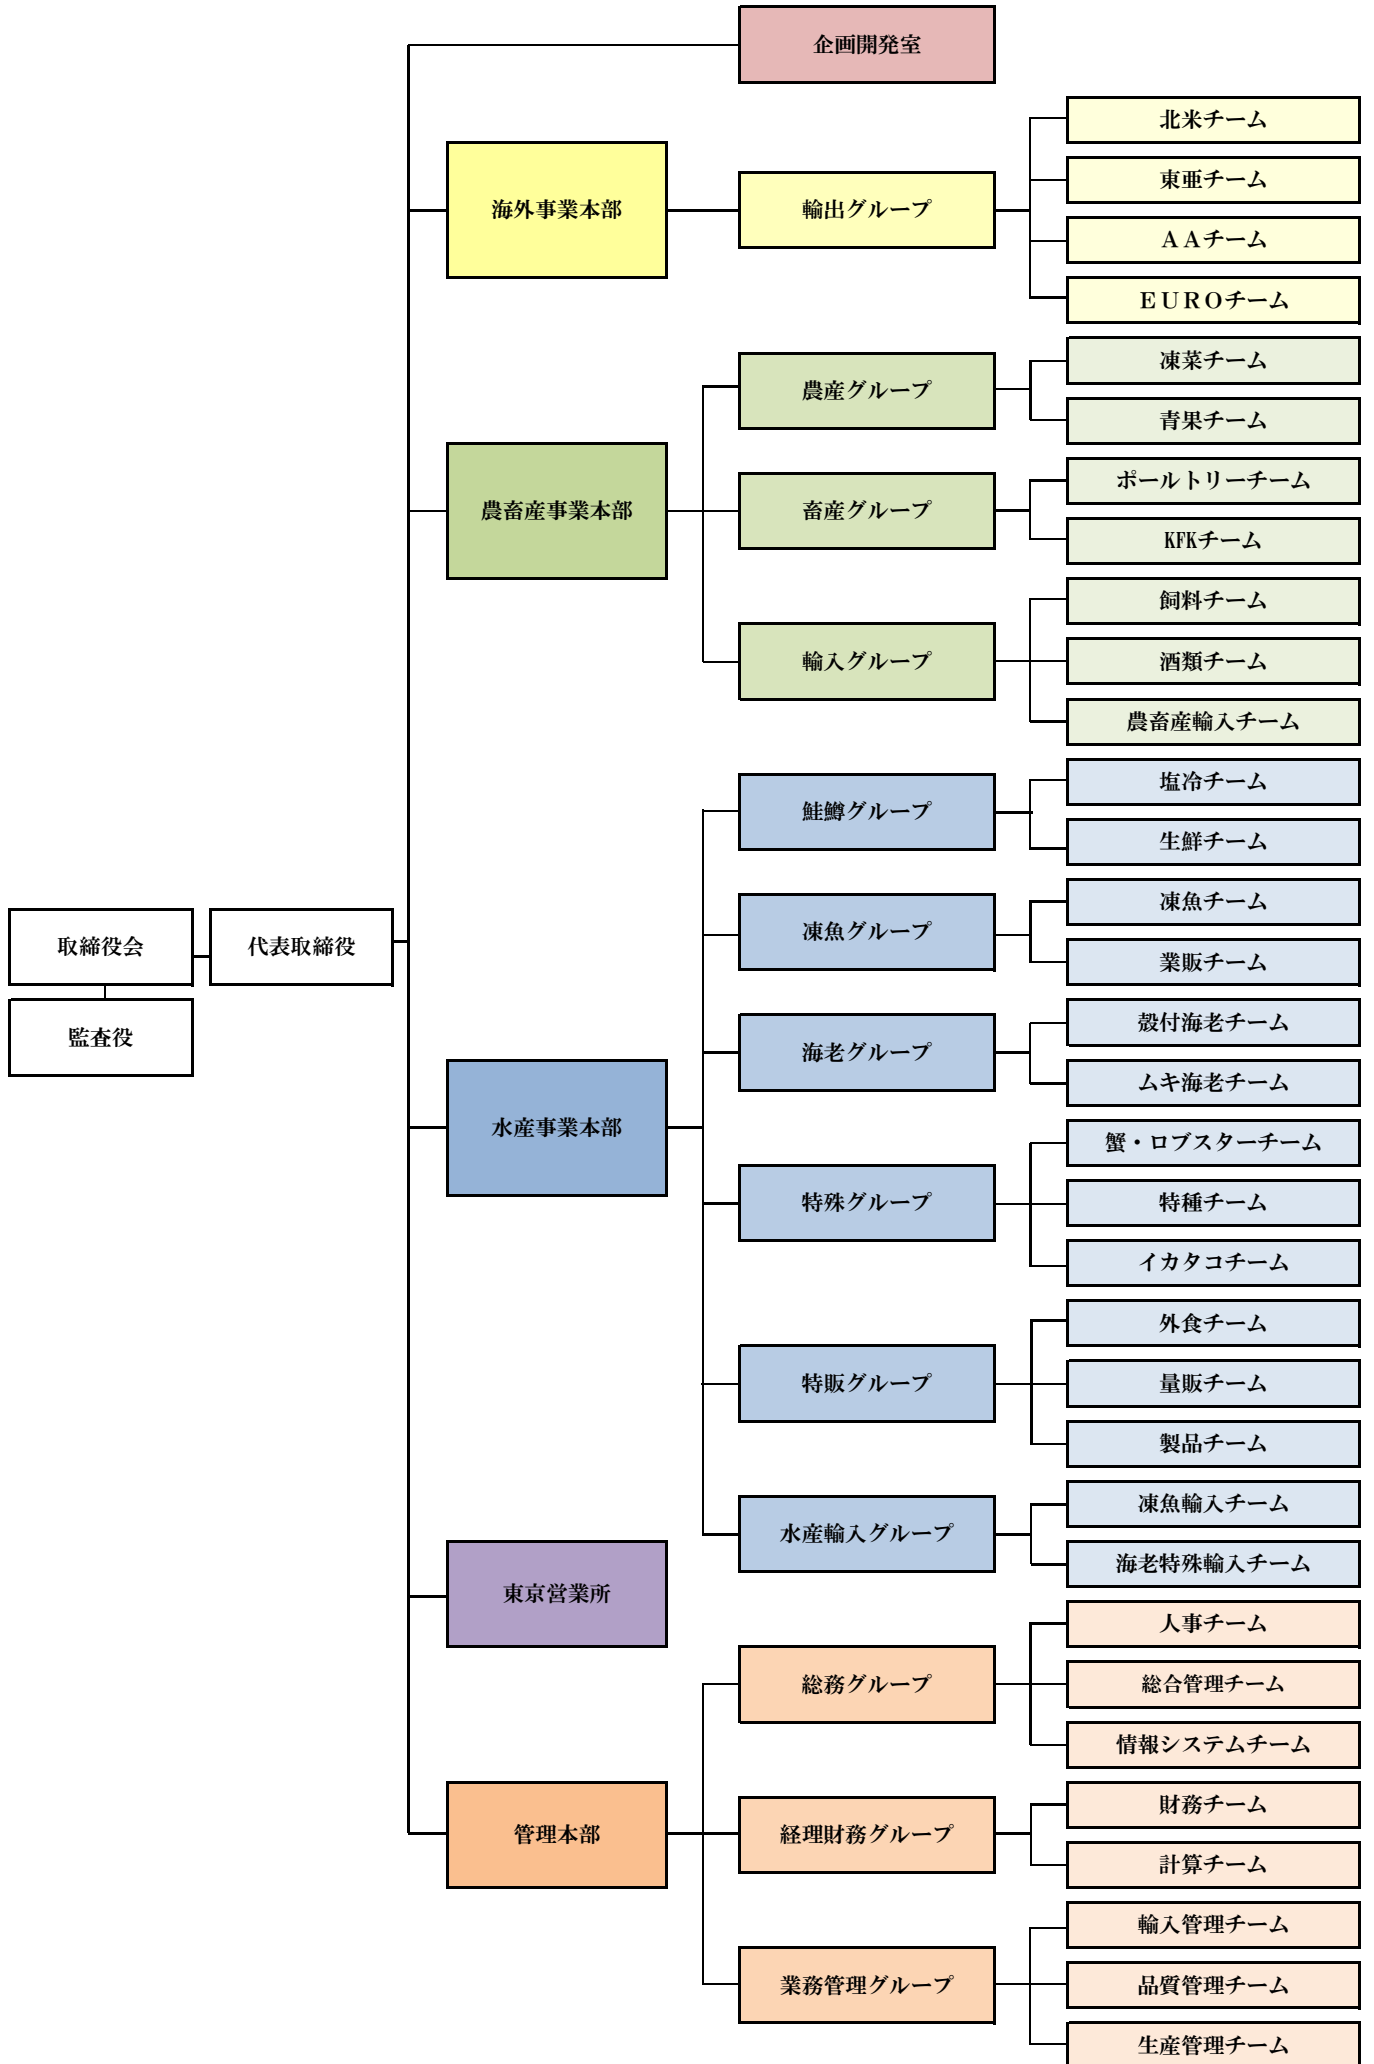 企画開発室
北米チーム
海外事業本部
輸出グループ
東亜チーム
ＡＡチーム
ＥＵＲＯチーム
農畜産事業本部
農産グループ
凍菜チーム
青果チーム
畜産グループ
ポールトリーチーム
KFKチーム
輸入グループ
飼料チーム
酒類チーム
農畜産輸入チーム
取締役会
代表取締役
監査役
水産事業本部
鮭鱒グループ
塩冷チーム
生鮮チーム
凍魚グループ
凍魚チーム
業販チーム
海老グループ
殻付海老チーム
ムキ海老チーム
特殊グループ
蟹・ロブスターチーム
特種チーム
イカタコチーム
特販グループ
外食チーム
量販チーム
製品チーム
水産輸入グループ
凍魚輸入チーム
海老特殊輸入チーム
東京営業所
管理本部
総務グループ
人事チーム
総合管理チーム
情報システムチーム
経理財務グループ
財務チーム
計算チーム
業務管理グループ
輸入管理チーム
品質管理チーム
生産管理チーム